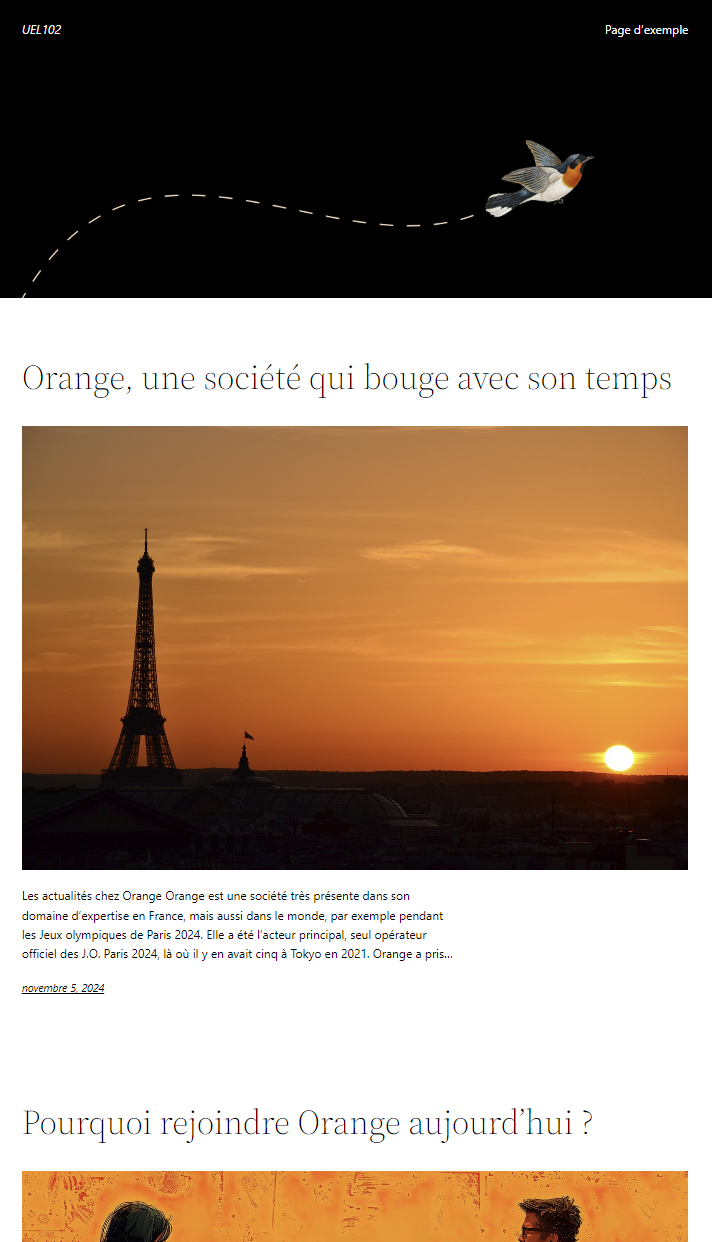 UEL102
Page d'exemple
Orange, une société qui bouge avec son temps
Les actualités chez Orange Orange est une société très présente dans son
domaine d'expertise en France, mais aussi dans le monde, par exemple pendant
les Jeux olympiques de Paris 2024. Elle a été l'acteur principal, seul opérateur
officiel des J.O. Paris 2024, là où il y en avait cinq à Tokyo en 2021. Orange a pris…
novembre 5, 2024
Pourquoi rejoindre Orange aujourd’hui ?